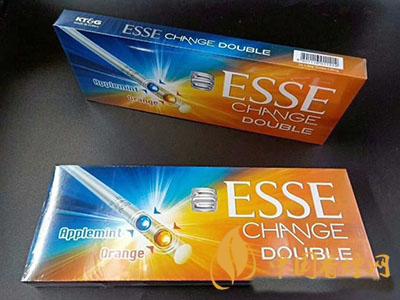 KT&G
ESSE CHANGE DOUBLE
Applemint
Orange
ESSE
CHANGE
DOUBLE
Applemint
Orange
ESSE
CHANGE
DOUBLE